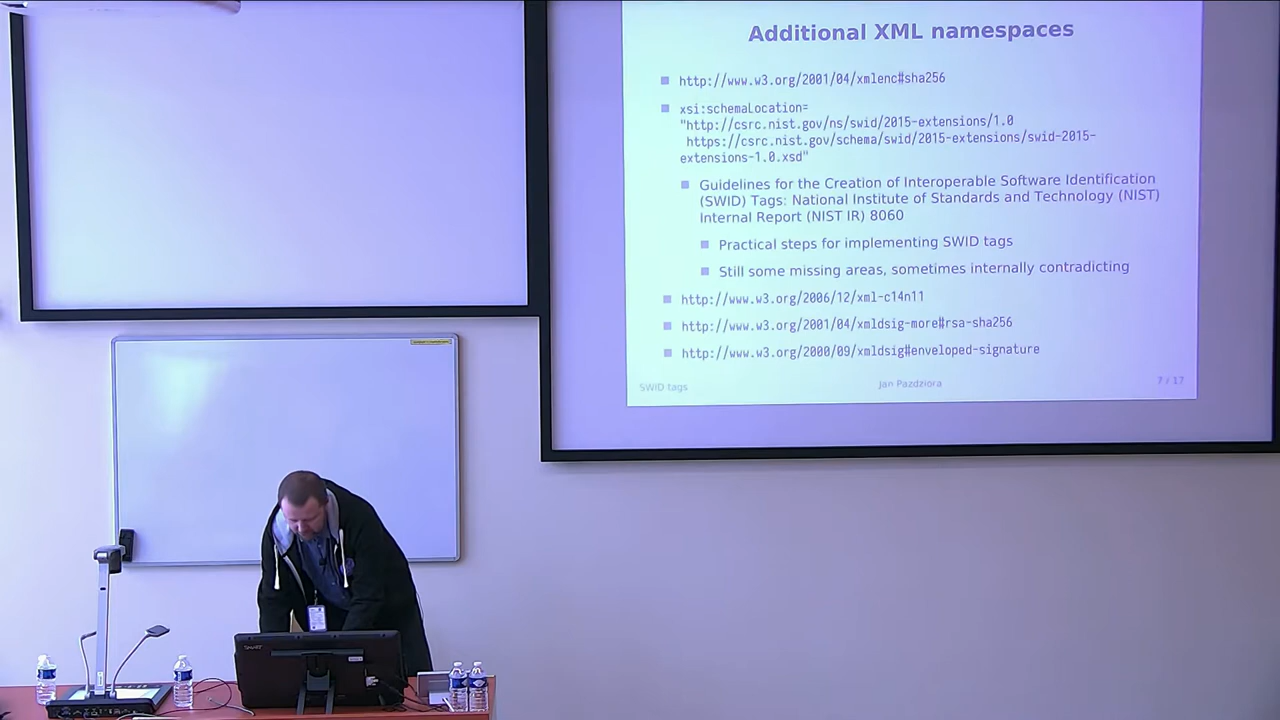 Additional XML namespaces
http://www.w3.org/2001/04/xmlenc#sha256
xsi:schemaLocation=
"http://csrc.nist.gov/ns/swid/2015-extensions/1.0
https://csrc.nist.gov/schema/swid/2015-extensions/swid-2015-
extensions-1.0.xsd"
Guidelines for the Creation of Interoperable Software Identification
(SWID) Tags: National Institute of Standards and Technology (NIST)
Internal Report (NIST IR) 8060
Practical steps for implementing SWID tags
Still some missing areas, sometimes internally contradicting
http://www.w3.org/2006/12/xml-c14n11
http://www.w3.org/2001/04/xmldsig-more#rsa-sha256
http://www.w3.org/2000/09/xmldsig#enveloped-signature
SWID tags
Jan Pazdziora
7 / 17